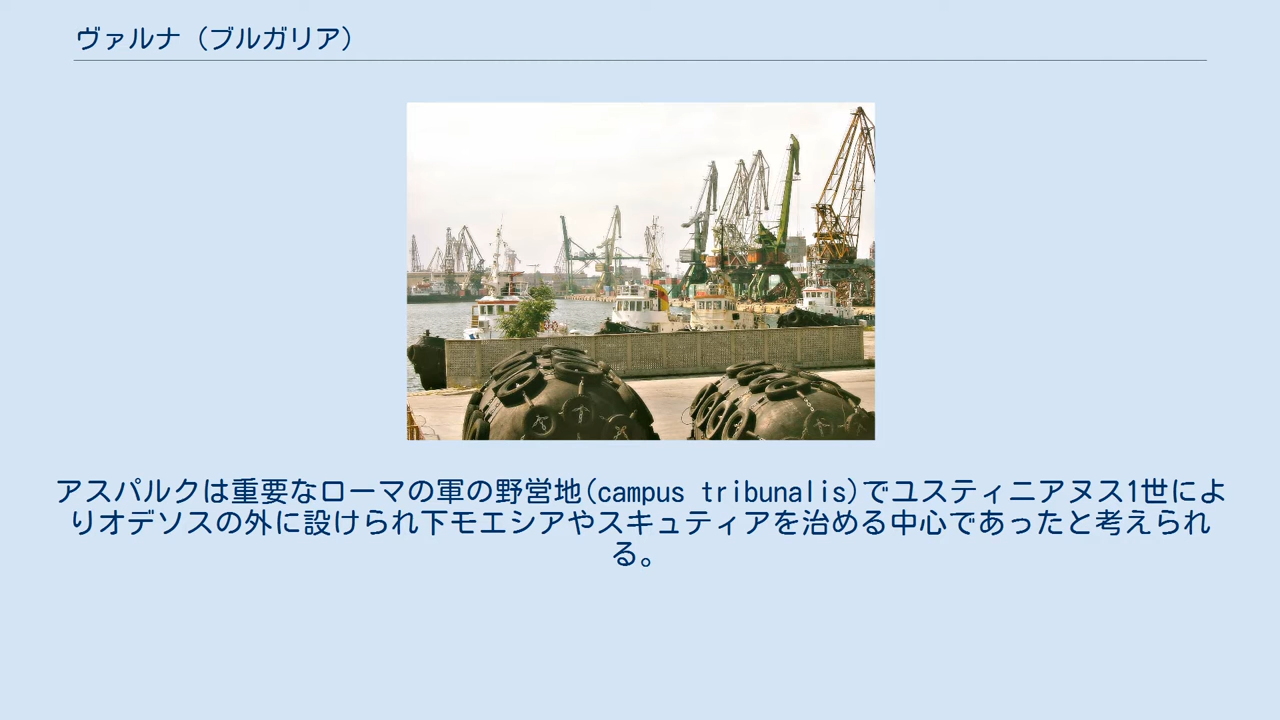 ヴァルナ（ブルガリア）
アスパルクは重要なローマの軍の野営地(campus tribunalis)でユスティニアヌス1世によ
りオデソスの外に設けられ下モエシアやスキュティアを治める中心であったと考えられ
る。